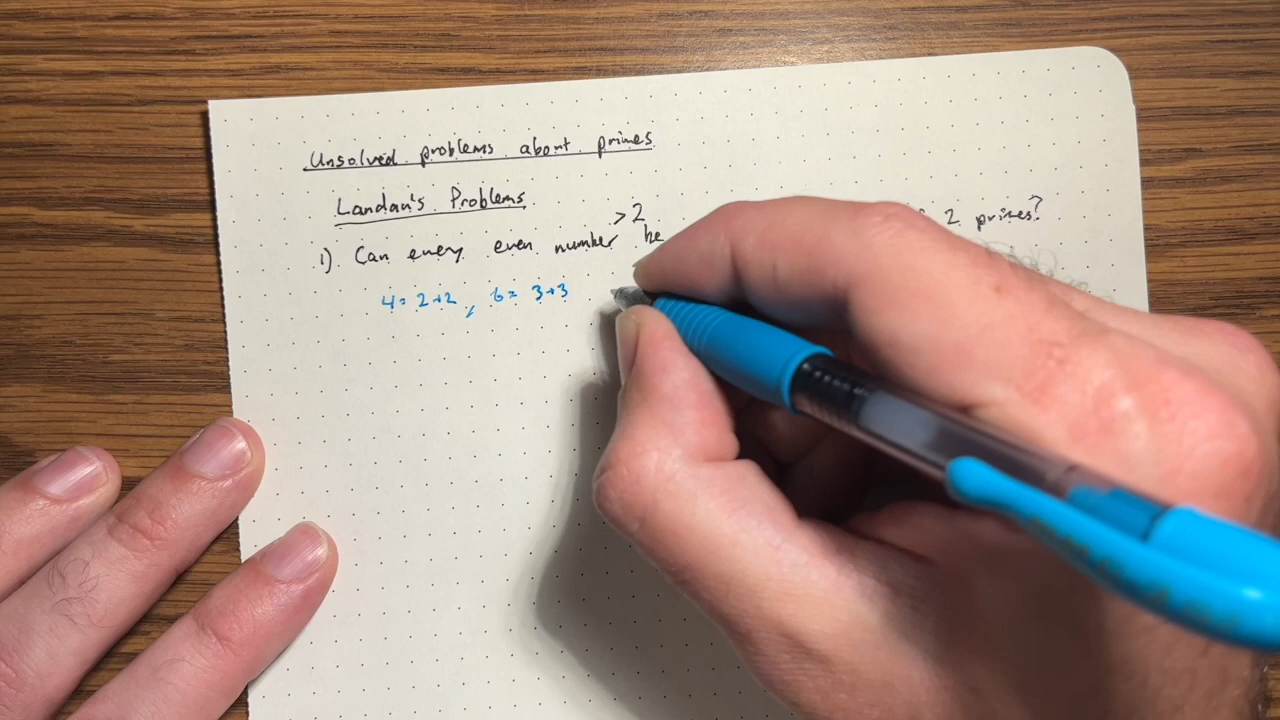 Unsolved problems about primes
Landau's Problems
>2
1) Can every even number be 2 primes?
4 = 2+2, 6 = 3+3